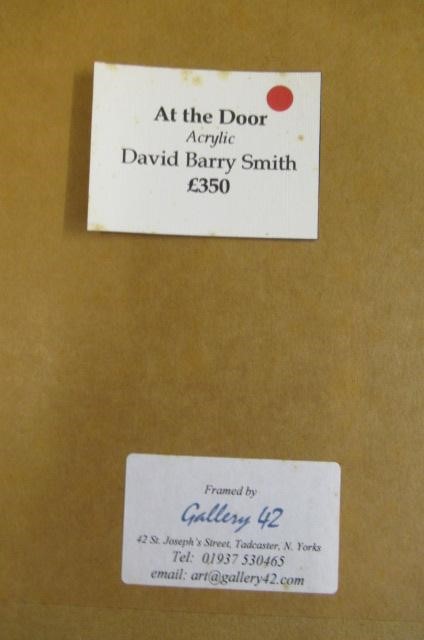 At the Door
Acrylic
David Barry Smith
£350
Framed by
Gallery 42
42 St. Joseph's Street, Tadcaster, N. Yorks
Tel: 01937 530465
email: art@gallery42.com